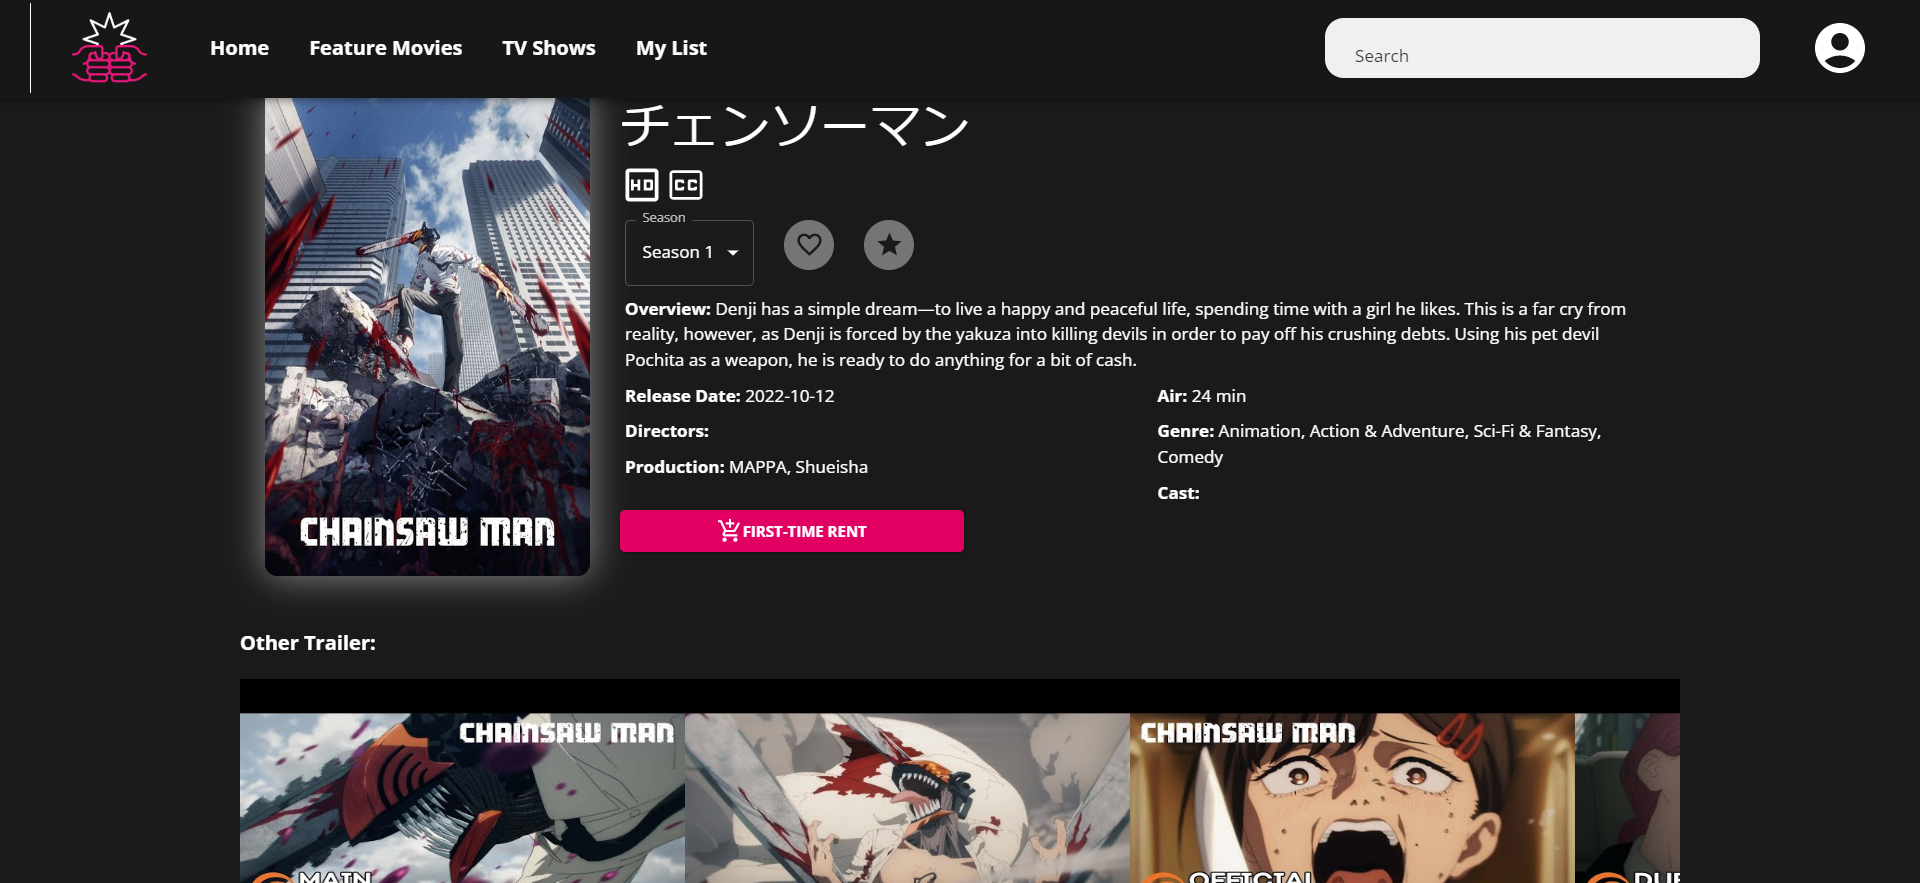 Home Feature Movies TV Shows My List
Search
チェンソーマン
HD CC
Season
Season 1
Overview: Denji has a simple dream—to live a happy and peaceful life, spending time with a girl he likes. This is a far cry from
reality, however, as Denji is forced by the yakuza into killing devils in order to pay off his crushing debts. Using his pet devil
Pochita as a weapon, he is ready to do anything for a bit of cash.
Release Date: 2022-10-12
Directors:
Production: MAPPA, Shueisha
Air: 24 min
Genre: Animation, Action & Adventure, Sci-Fi & Fantasy,
Comedy
Cast:
FIRST-TIME RENT
CHAINSAW MAN
Other Trailer:
CHAINSAW MAN
CHAINSAW MAN
MAIN
OFFICIAL